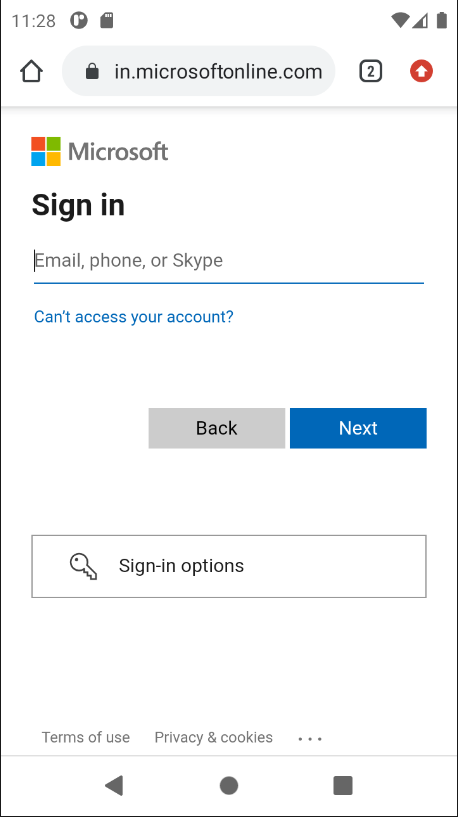 11:28
in.microsoftonline.com
2
Microsoft
Sign in
Email, phone, or Skype
Can't access your account?
Back Next
Sign-in options
Terms of use Privacy & cookies ...